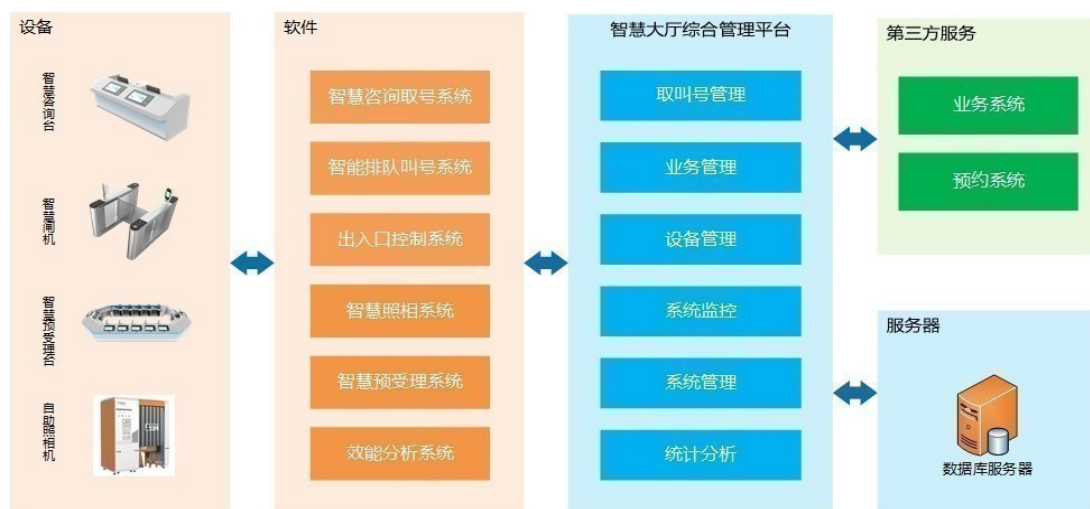 设备
智慧咨询台
智慧闸机
智慧预受理台
自助照相机
软件
智慧咨询取号系统
智能排队叫号系统
出入口控制系统
智慧照相系统
智慧预受理系统
效能分析系统
智慧大厅综合管理平台
取叫号管理
业务管理
设备管理
系统监控
系统管理
统计分析
第三方服务
业务系统
预约系统
服务器
数据库服务器